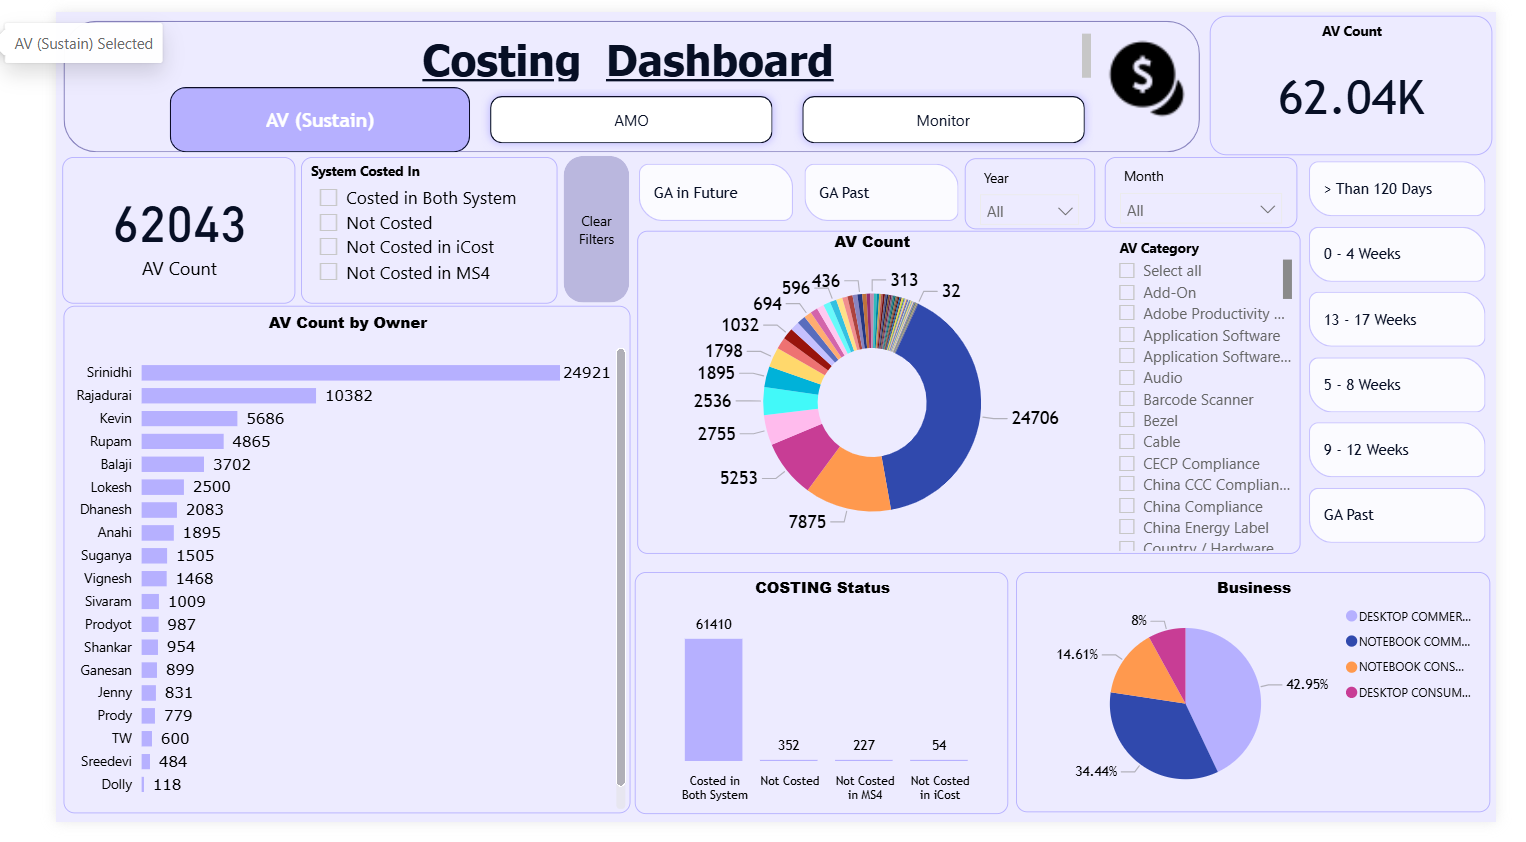 AV (Sustain) Selected
Costing Dashboard
$
AV (Sustain)
AMO
Monitor
AV Count
62.04K
62043
AV Count
System Costed In
Costed in Both System
Not Costed
Not Costed in iCost
Not Costed in MS4
Clear
Filters
GA in Future
GA Past
Year
All
Month
All
> Than 120 Days
0 - 4 Weeks
13 - 17 Weeks
5 - 8 Weeks
9 - 12 Weeks
GA Past
AV Count by Owner
Srinidhi 24921
Rajadurai 10382
Kevin 5686
Rupam 4865
Balaji 3702
Lokesh 2500
Dhanesh 2083
Anahi 1895
Suganya 1505
Vignesh 1468
Sivaram 1009
Prodyot 987
Shankar 954
Ganesan 899
Jenny 831
Prody 779
TW 600
Sreedevi 484
Dolly 118
AV Count
313
32
24706
7875
5253
2755
2536
1895
1798
1032
694
596
436
AV Category
Select all
Add-On
Adobe Productivity ...
Application Software
Application Software...
Audio
Barcode Scanner
Bezel
Cable
CECP Compliance
China CCC Complian...
China Compliance
China Energy Label
Country / Hardware
COSTING Status
61410
352
227
54
Costed in
Both System
Not Costed
Not Costed
in MS4
Not Costed
in iCost
Business
8%
14.61%
42.95%
34.44%
DESKTOP COMMER...
NOTEBOOK COMM...
NOTEBOOK CONS...
DESKTOP CONSUM...